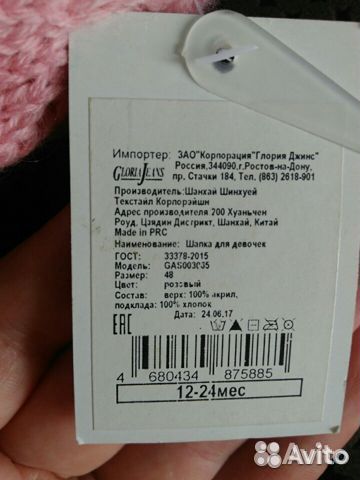 Импортер: ЗАО"Корпорация"Глория Джинс"
Россия,344090,г.Ростов-на-Дону,
пр. Стачки 184, Тел. (863) 2618-901
GLORIA JEANS
Производитель:Шанхай Шинхуей
Текстайл Корпорэйшн
Адрес производителя 200 Хуаньчен
Роуд, Цзядин Дистрикт, Шанхай, Китай
Made in PRC
Наименование: Шапка для девочек
ГОСТ: 33378-2015
Модель: GAS003035
Размер: 48
Цвет: розовый
Состав: верх: 100% акрил,
подклада: 100% хлопок
Дата: 24.06.17
EAC
4 680434 875885
12-24мес
Avito